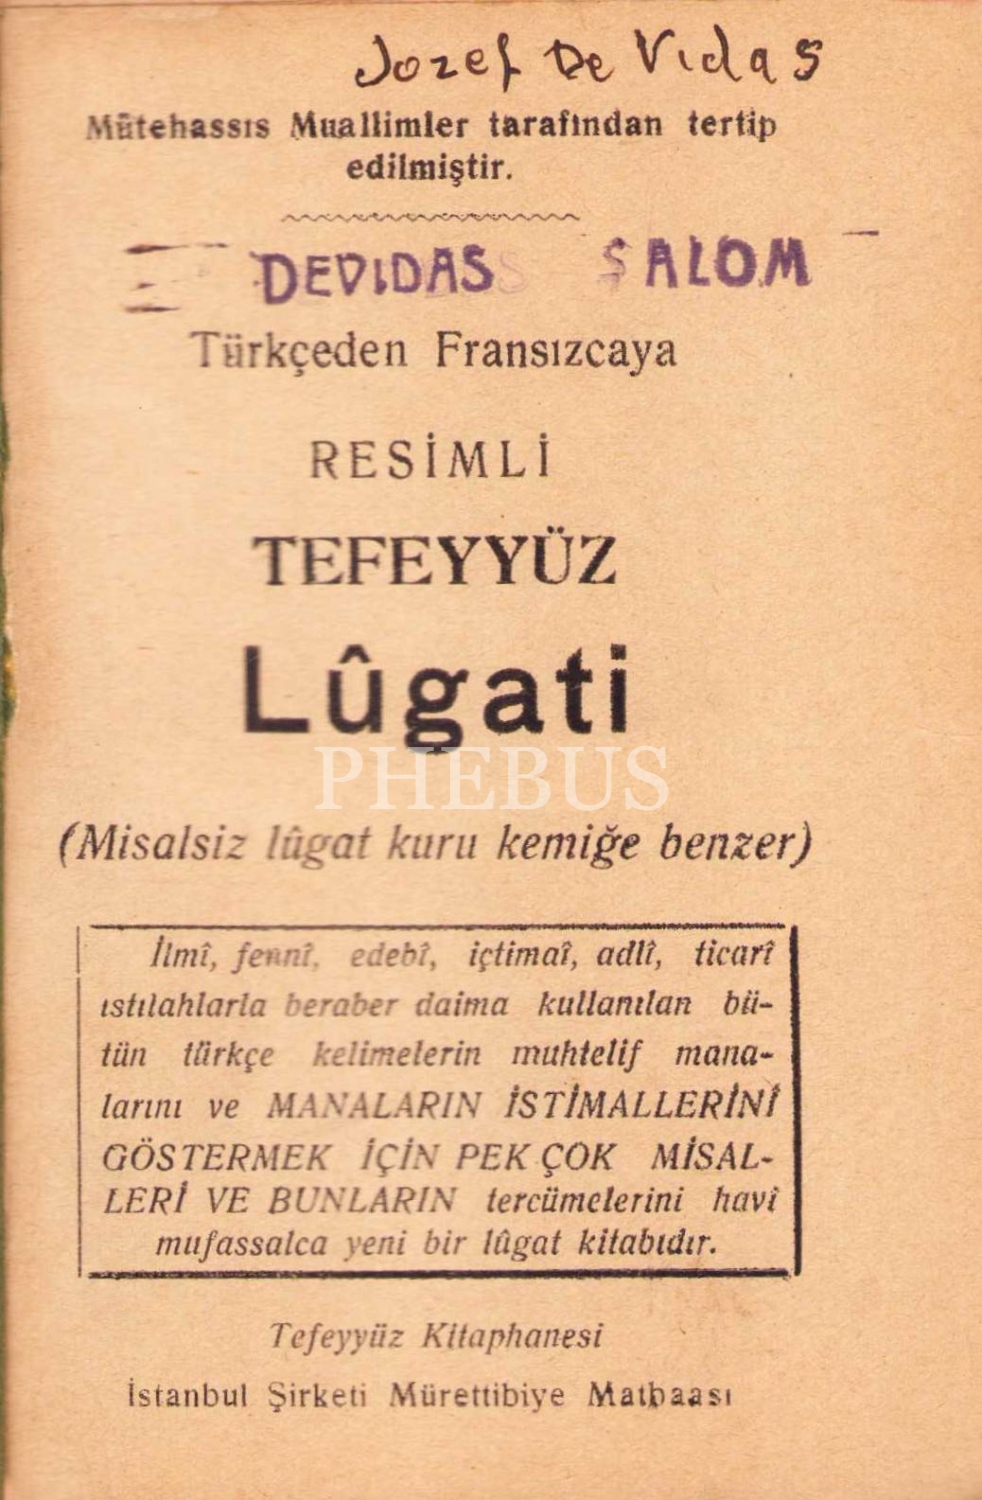 Jozef De Vidas
Mütehassıs Muallimler tarafından tertip
edilmiştir.
DEVIDAS SALOM
Türkçeden Fransızcaya
RESİMLİ
TEFEYYÜZ
Lûgati
PHEBUS
(Misalsiz lûgat kuru kemiğe benzer)
İlmî, fennî, edebî, içtimaî, adlî, ticarî
ıstılahlarla beraber daima kullanılan bü-
tün türkçe kelimelerin muhtelif mana-
larını ve MANALARIN İSTİMALLERİNİ
GÖSTERMEK İÇİN PEK ÇOK MİSAL-
LERİ VE BUNLARIN tercümelerini havi
mufassalca yeni bir lûgat kitabıdır.
Tefeyyüz Kitaphanesi
İstanbul Şirketi Mürettibiye Matbaası